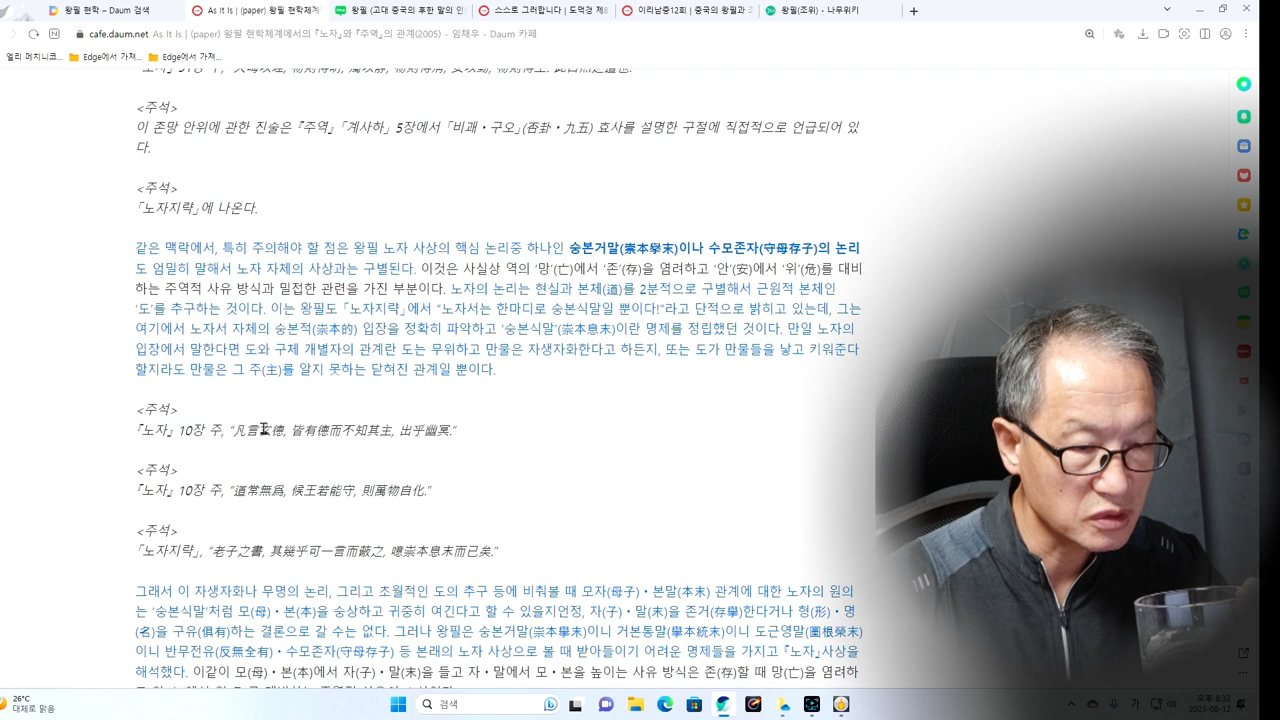 왕필 현학 – Daum 검색
As It Is | (paper) 왕필 현학체계
왕필 (고대 중국의 후한 말의 인
스스로 그러합니다 | 도덕경 제8
이리남중12회 | 중국의 왕필과
왕필(조위) - 나무위키
cafe.daum.net As It Is | (paper) 왕필 현학체계에서의 『노자』와 『주역』의 관계(2005) - 임채우 - Daum 카페
엘리 머치니코...
Edge에서 가져...
Edge에서 가져...
<주석>
이 존망 안위에 관한 진술은 『주역』 「계사하」 5장에서 「비괘・구오」(否卦・九五) 효사를 설명한 구절에 직접적으로 언급되어 있
다.
<주석>
「노자지략」에 나온다.
같은 맥락에서, 특히 주의해야 할 점은 왕필 노자 사상의 핵심 논리중 하나인 숭본거말(崇本擧末)이나 수모존자(守母存子)의 논리
도 엄밀히 말해서 노자 자체의 사상과는 구별된다. 이것은 사실상 역의 ‘망’(亡)에서 ‘존’(存)을 염려하고 ‘안’(安)에서 ‘위’(危)를 대비
하는 주역적 사유 방식과 밀접한 관련을 가진 부분이다. 노자의 논리는 현실과 본체(道)를 2분적으로 구별해서 근원적 본체인
‘도’를 추구하는 것이다. 이는 왕필도 「노자지략」에서 “노자서는 한마디로 숭본식말일 뿐이다!”라고 단적으로 밝히고 있는데, 그는
여기에서 노자서 자체의 숭본적(崇本的) 입장을 정확히 파악하고 ‘숭본식말’(崇本息末)이란 명제를 정립했던 것이다. 만일 노자의
입장에서 말한다면 도와 구체 개별자의 관계란 도는 무위하고 만물은 자생자화한다고 하든지, 또는 도가 만물들을 낳고 키워준다
할지라도 만물은 그 주(主)를 알지 못하는 닫혀진 관계일 뿐이다.
<주석>
『노자』 10장 주, “凡言玄德, 皆有德而不知其主, 出乎幽冥.”
<주석>
『노자』 10장 주, “道常無爲, 候王若能守, 則萬物自化.”
<주석>
「노자지략」, “老子之書, 其幾乎可一言而蔽之, 噫崇本息末而已矣.”
그래서 이 자생자화나 무명의 논리, 그리고 초월적인 도의 추구 등에 비춰볼 때 모자(母子)・본말(本末) 관계에 대한 노자의 원의
는 ‘숭본식말’처럼 모(母)・본(本)을 숭상하고 귀중히 여긴다고 할 수 있을지언정, 자(子)・말(末)을 존거(存擧)한다거나 형(形)・명
(名)을 구유(俱有)하는 결론으로 갈 수는 없다. 그러나 왕필은 숭본거말(崇本擧末)이니 거본통말(擧本統末)이니 도근영말(圖根榮末)
이니 반무전유(反無全有)・수모존자(守母存子) 등 본래의 노자 사상으로 볼 때 받아들이기 어려운 명제들을 가지고 『노자』사상을
해석했다. 이같이 모(母)・본(本)에서 자(子)・말(末)을 들고 자・말에서 모・본을 높이는 사유 방식은 존(存)할 때 망(亡)을 염려하
26°C
대체로 맑음
검색
가
오후 8:32
2023-08-12